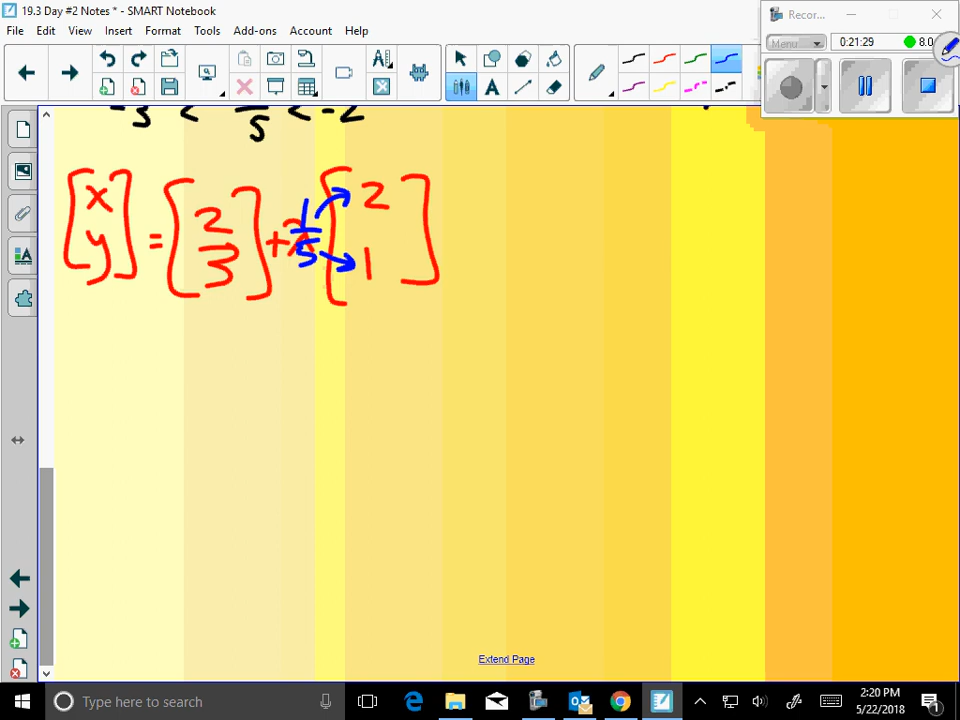 19.3 Day #2 Notes * - SMART Notebook
Recor...
File Edit View Insert Format Tools Add-ons Account Help
Menu
0:21:29
8.0
-3 < /5 < -2
[x y] = [2 3] + 1/5 [2 1]
Extend Page
Type here to search
2:20 PM
5/22/2018
1